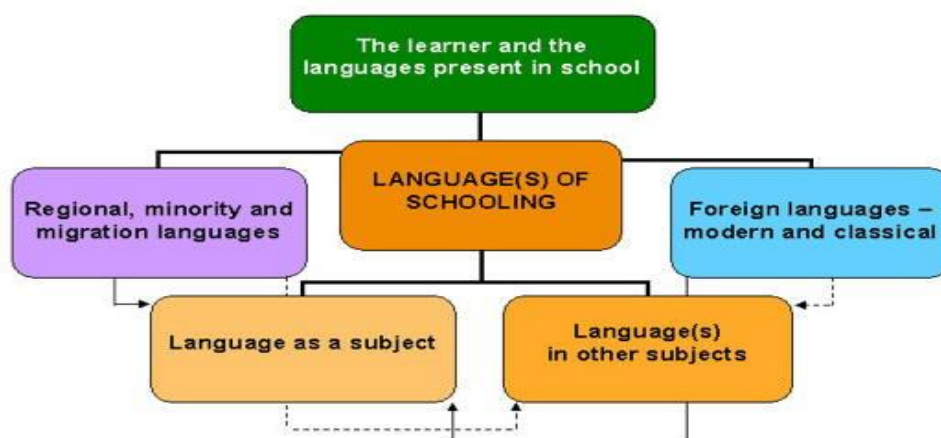 The learner and the
languages present in school
LANGUAGE(S) OF
SCHOOLING
Regional, minority and
migration languages
Foreign languages –
modern and classical
Language as a subject
Language(s)
in other subjects